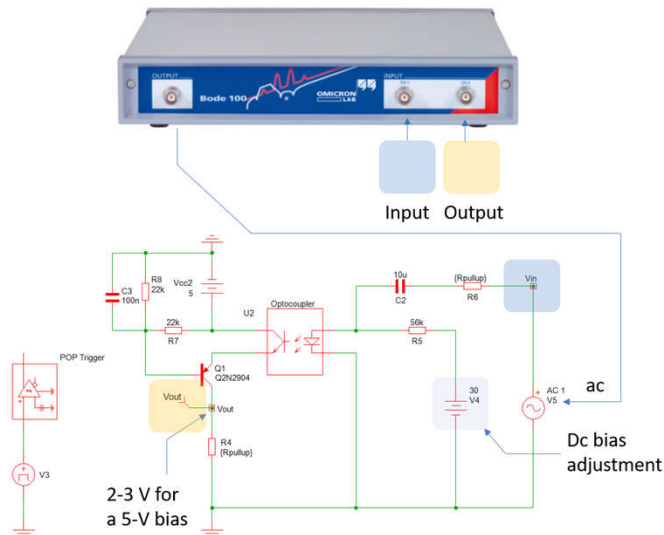 OUTPUT
Bode 100
OMICRON
LAB
INPUT
CH 1
CH 2
Input
Output
C3
100n
R8
22k
Vcc2
5
22k
R7
U2
Optocoupler
10u
C2
{Rpullup}
R6
Vin
56k
R5
POP Trigger
Q1
Q2N2904
Vout
Vout
R4
{Rpullup}
30
V4
AC 1
V5
ac
V3
Dc bias
adjustment
2-3 V for
a 5-V bias